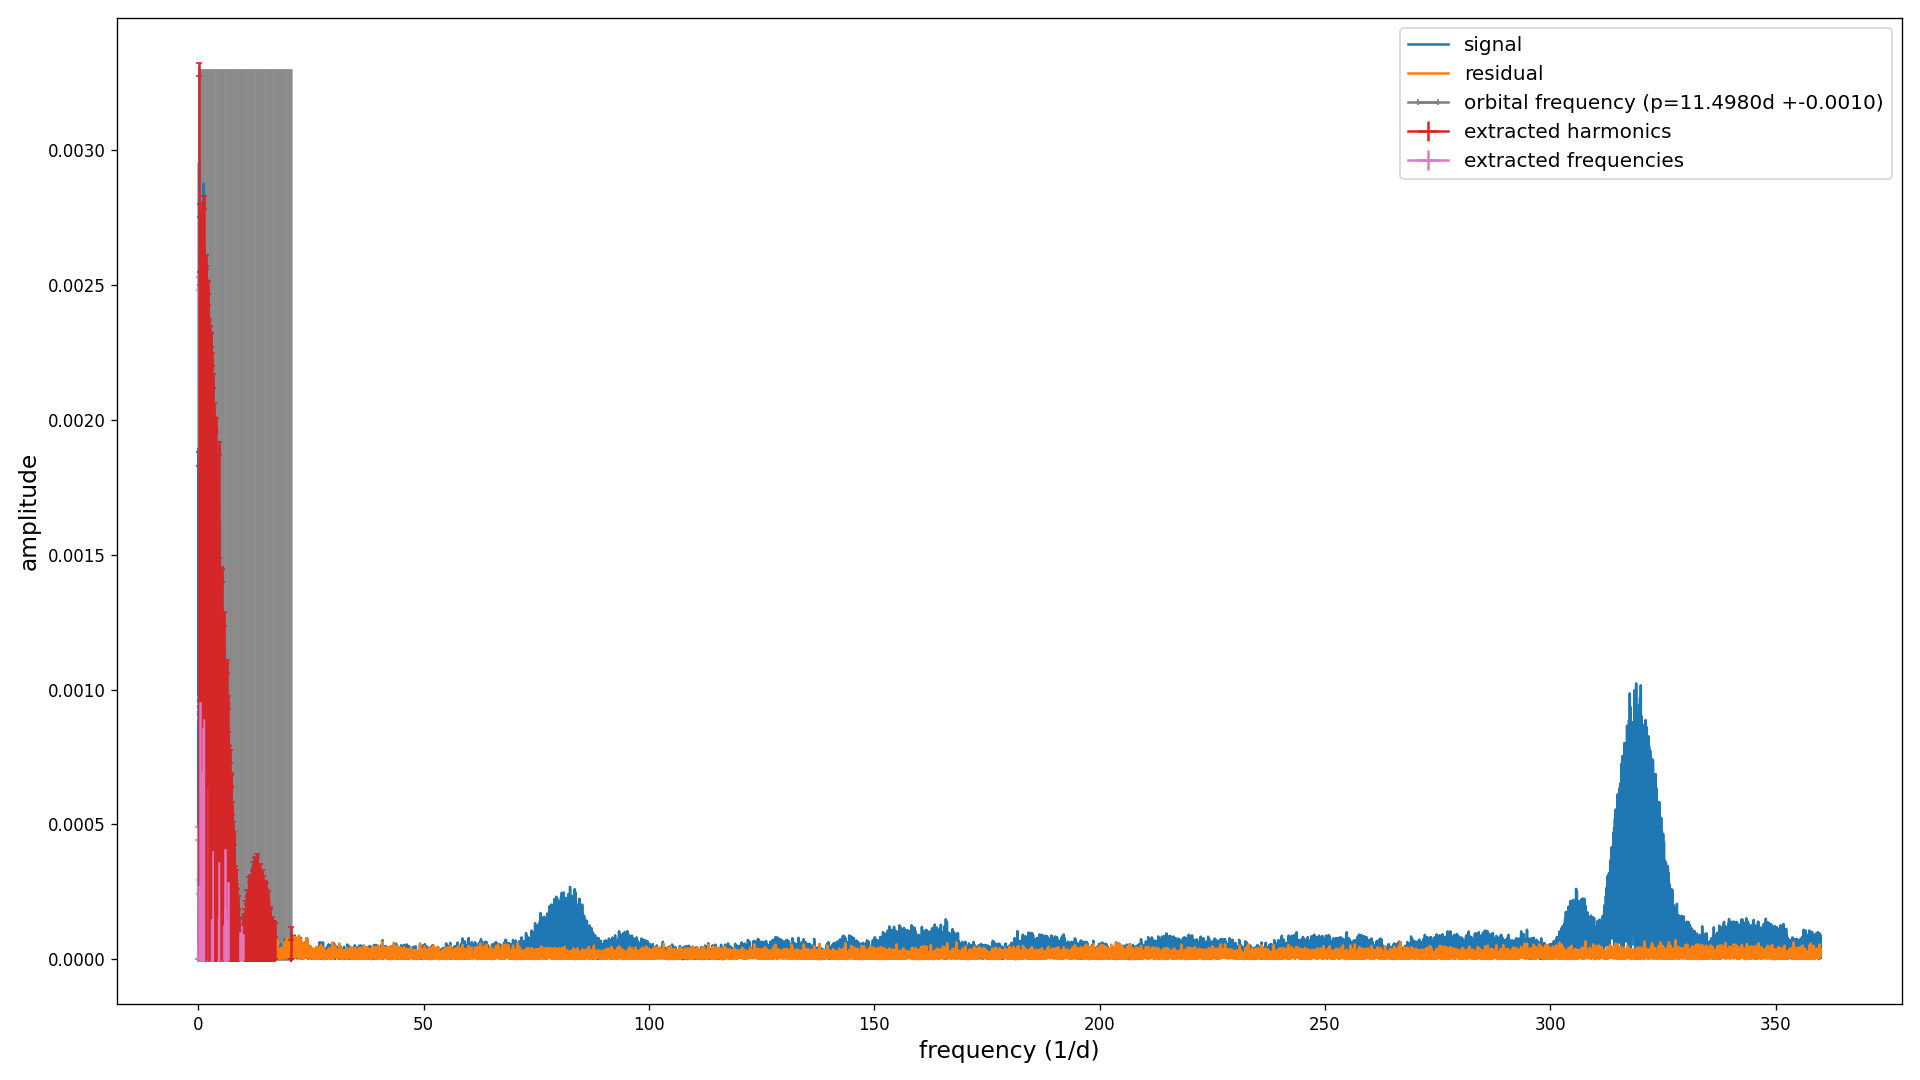 signal
residual
orbital frequency (p=11.4980d +-0.0010)
extracted harmonics
extracted frequencies
amplitude
0.0030
0.0025
0.0020
0.0015
0.0010
0.0005
0.0000
0 50 100 150 200 250 300 350
frequency (1/d)